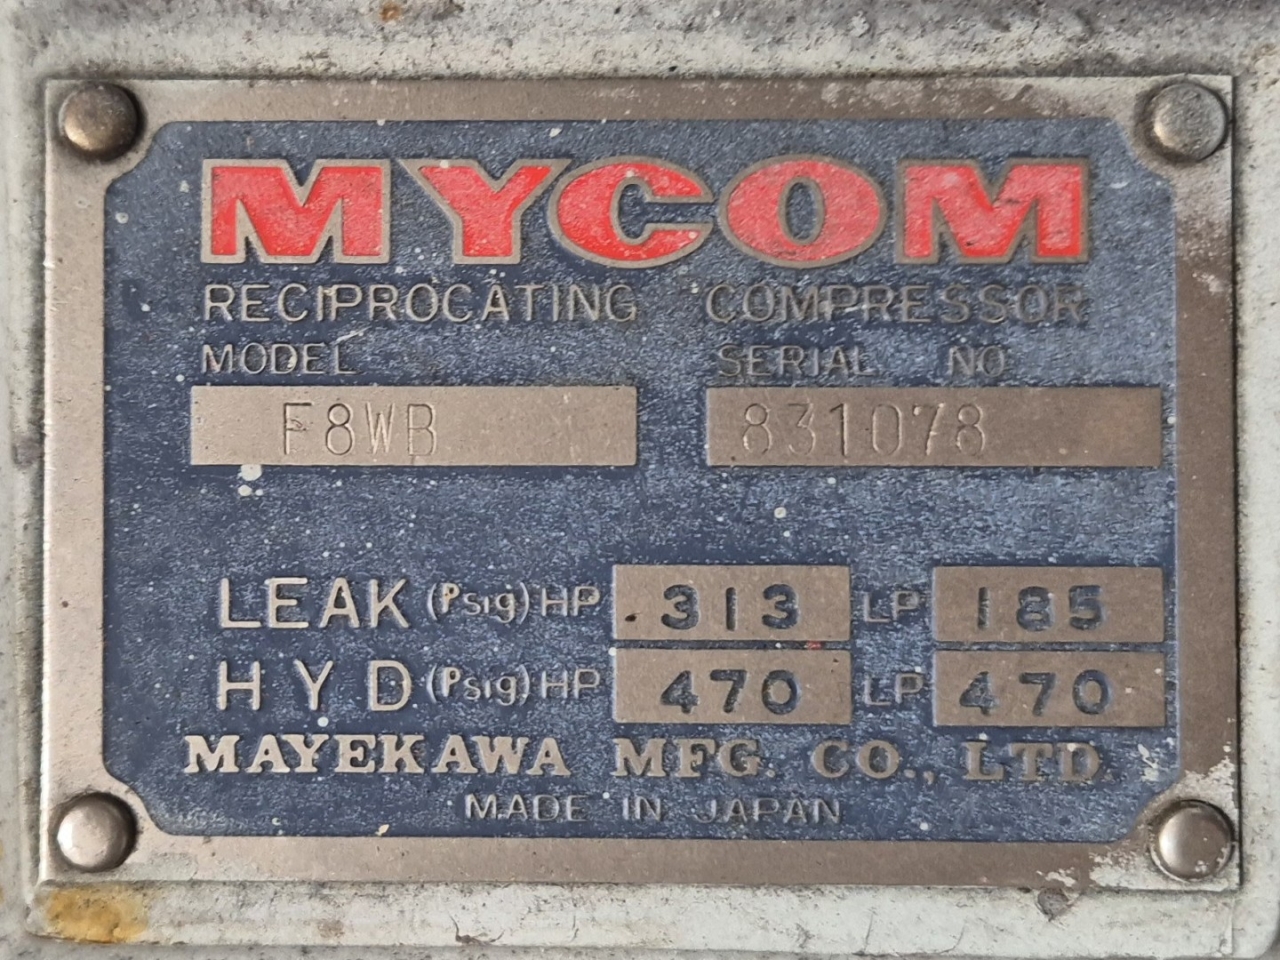 MYCOM
RECIPROCATING COMPRESSOR
MODEL SERIAL NO
F8WB 831078
LEAK (Psig) HP 313 LP 185
HYD (Psig) HP 470 LP 470
MAYEKAWA MFG. CO., LTD
MADE IN JAPAN